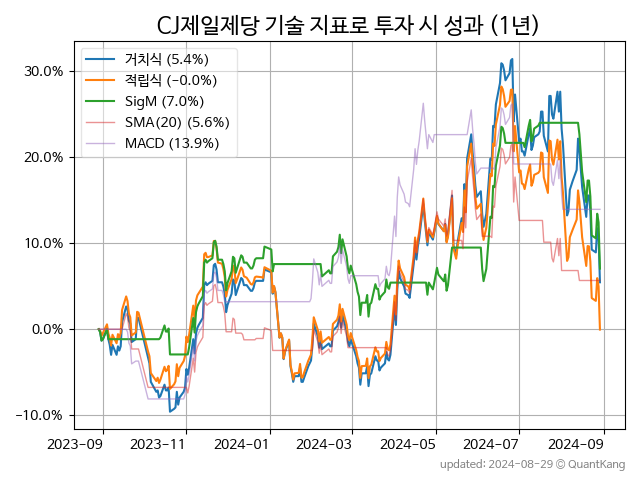 CJ제일제당 기술 지표로 투자 시 성과 (1년)
거치식 (5.4%)
적립식 (−0.0%)
SigM (7.0%)
SMA(20) (5.6%)
MACD (13.9%)
30.0%
20.0%
10.0%
0.0%
−10.0%
2023-09 2023-11 2024-01 2024-03 2024-05 2024-07 2024-09
updated: 2024-08-29 © QuantKang